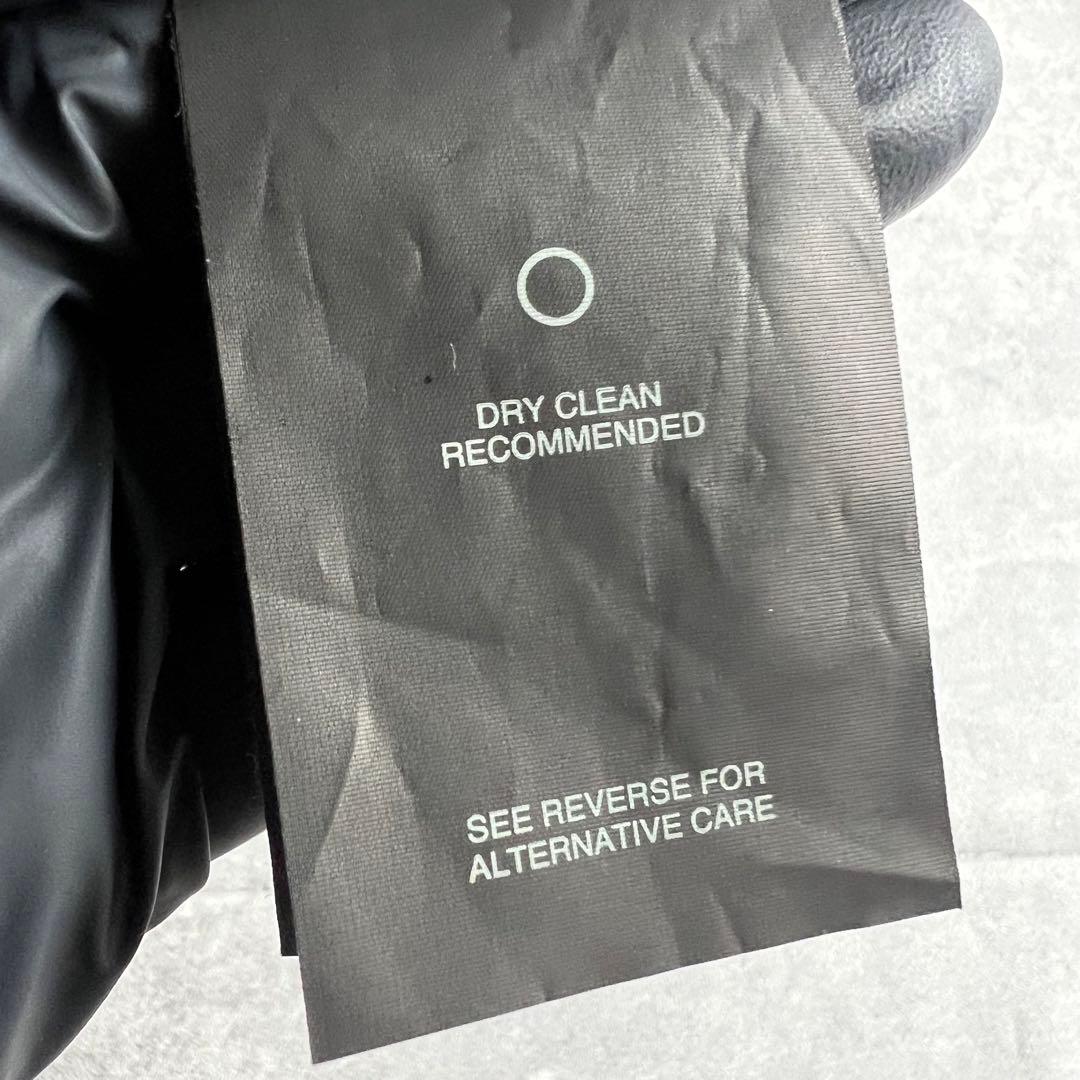 DRY CLEAN
RECOMMENDED
SEE REVERSE FOR
ALTERNATIVE CARE